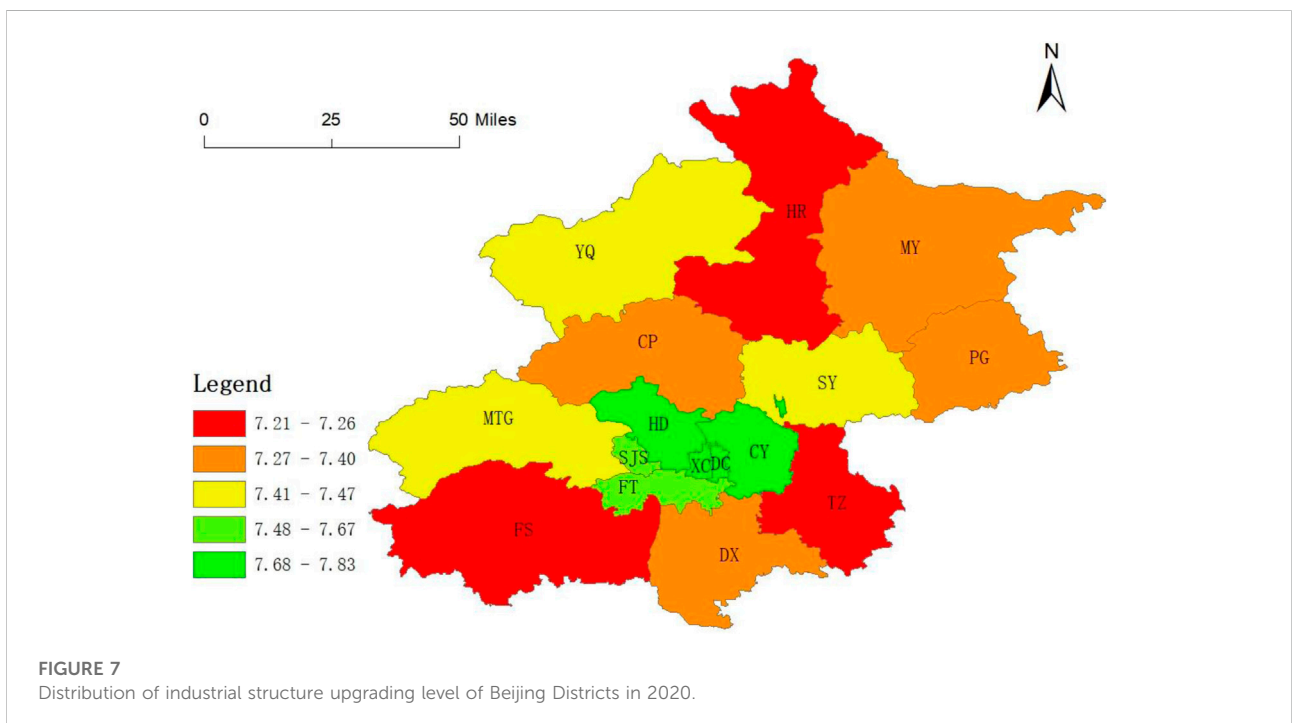 N
0 25 50 Miles
HR
YQ
MY
CP
PG
SY
Legend
MTG
HD
CY
7.21 - 7.26
7.27 - 7.40
7.41 - 7.47
7.48 - 7.67
7.68 - 7.83
SJS
XC DC
FT
TZ
FS
DX
FIGURE 7
Distribution of industrial structure upgrading level of Beijing Districts in 2020.